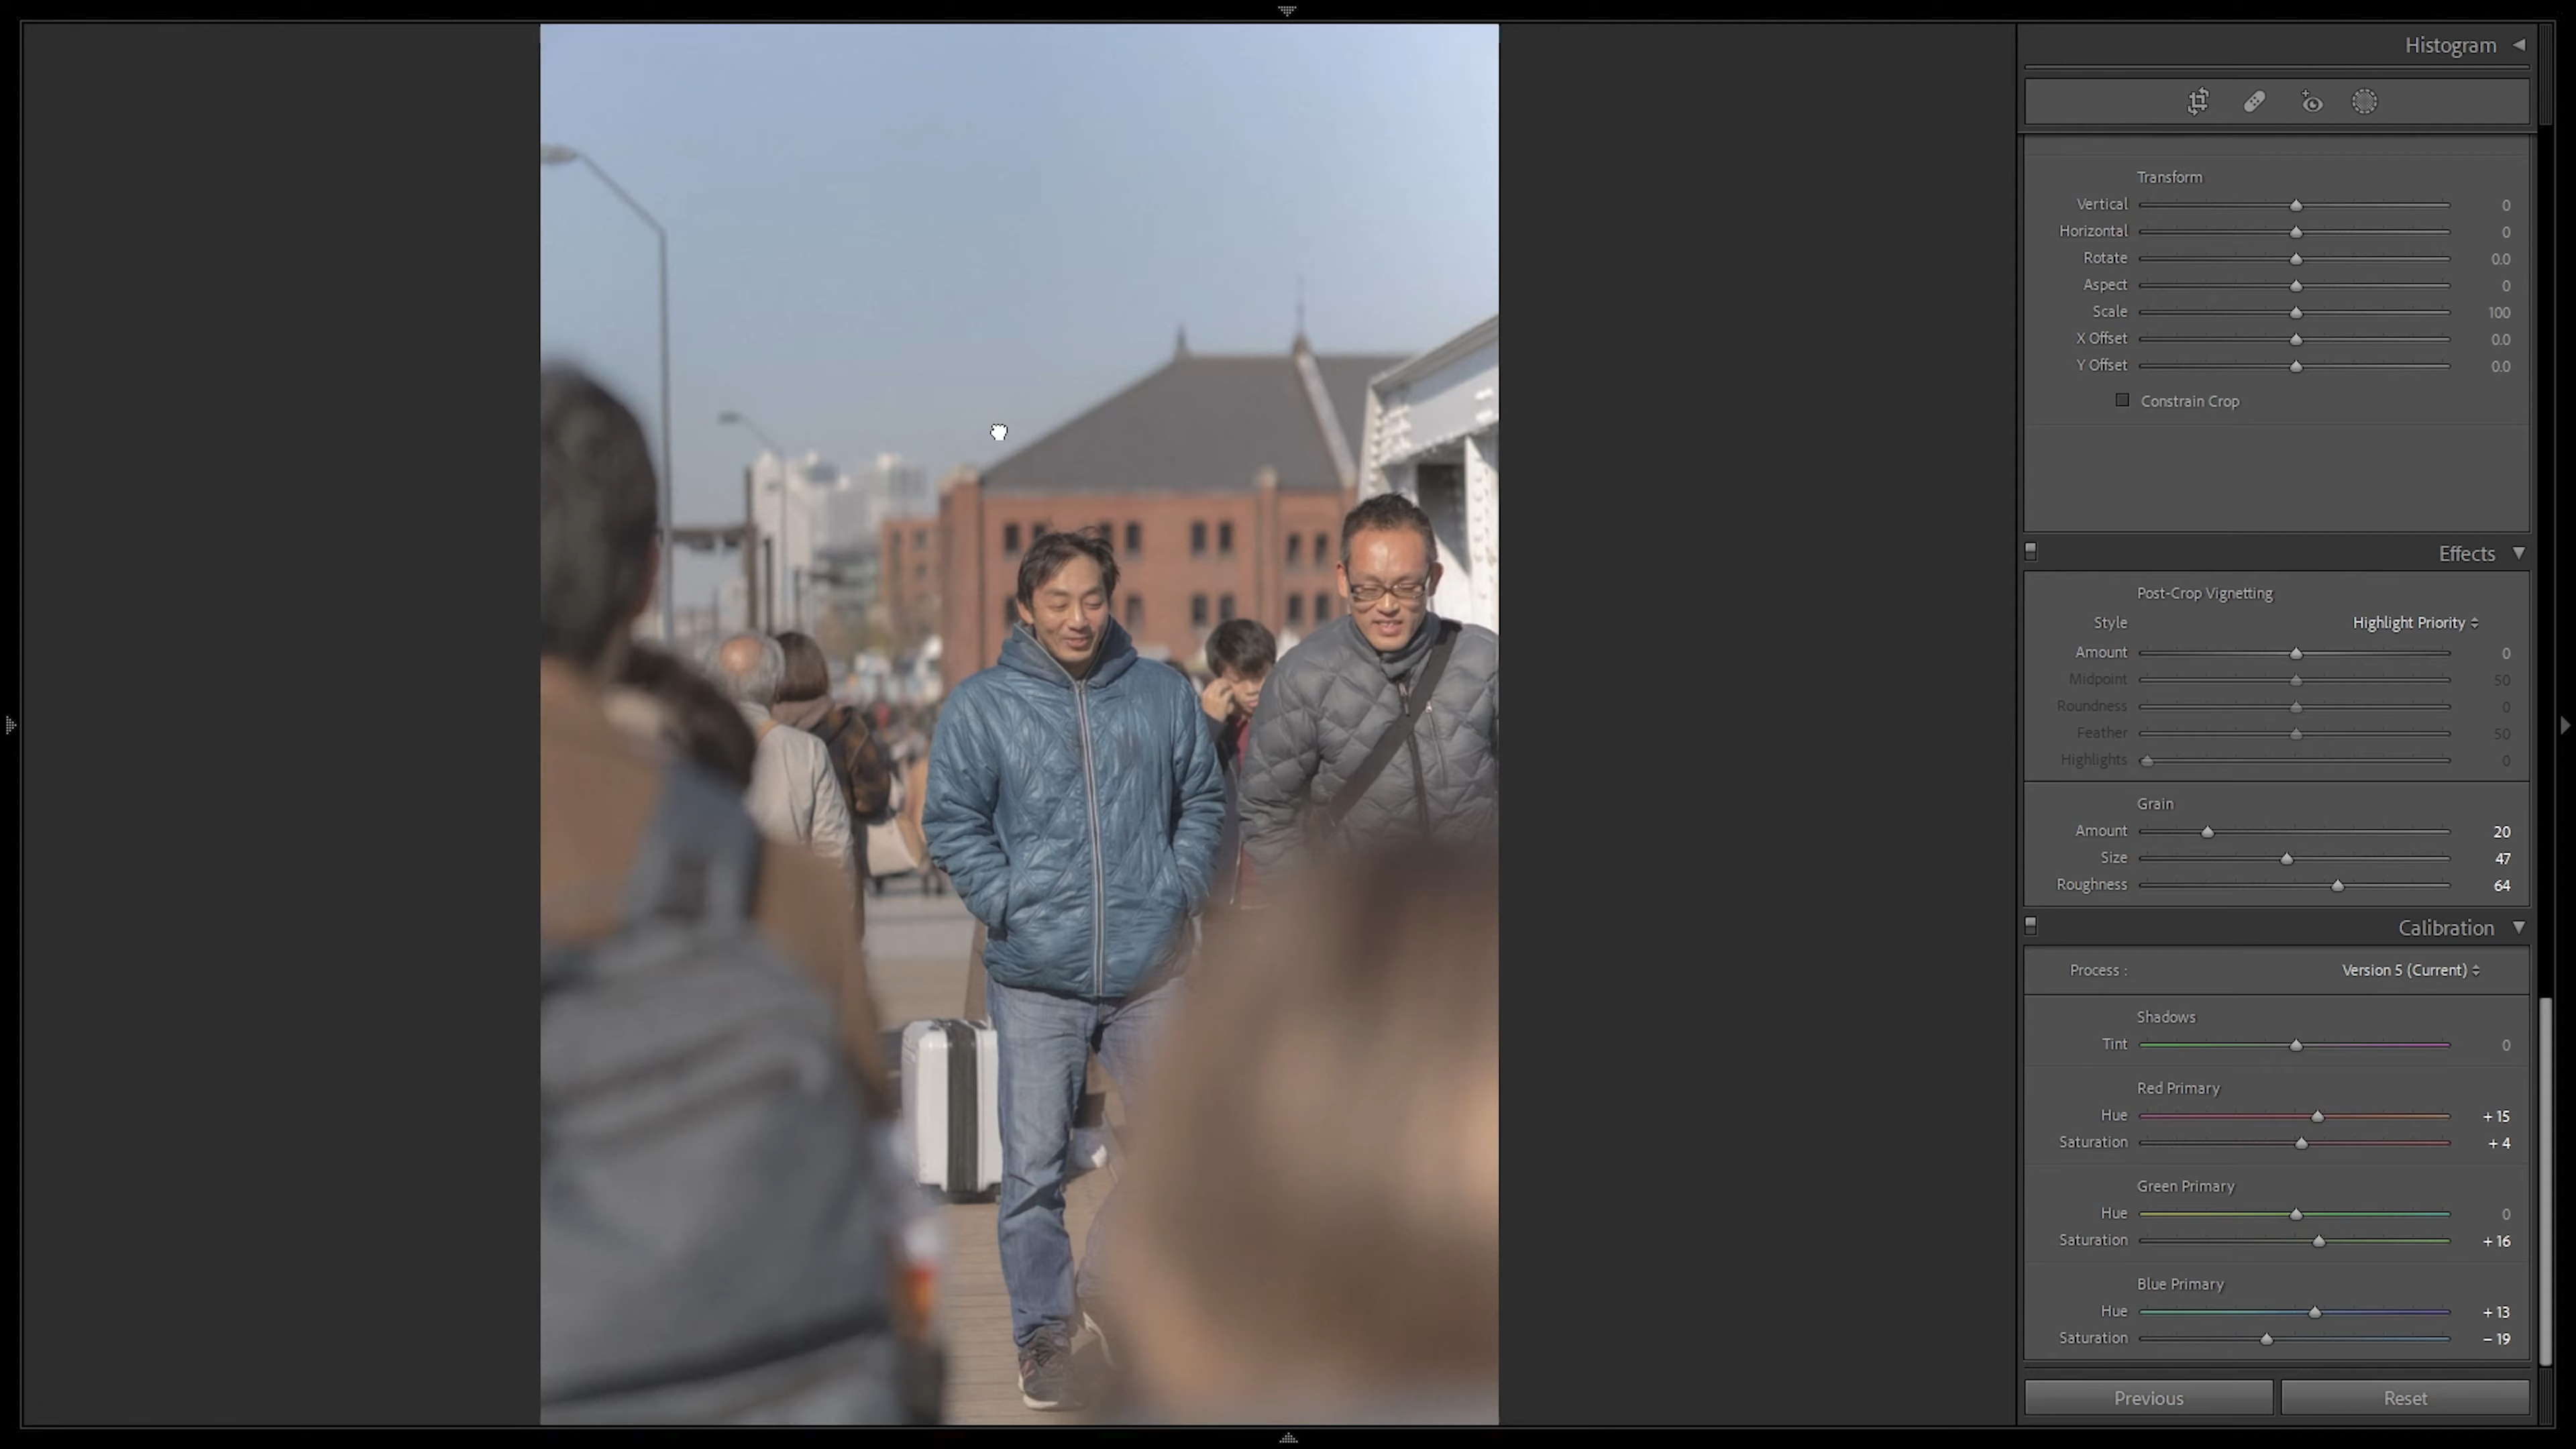 Histogram
Transform
Vertical 0
Horizontal 0
Rotate 0.0
Aspect 0
Scale 100
X Offset 0.0
Y Offset 0.0
Constrain Crop
Effects
Post-Crop Vignetting
Style Highlight Priority
Amount 0
Midpoint 50
Roundness 0
Feather 50
Highlights 0
Grain
Amount 20
Size 47
Roughness 64
Calibration
Process : Version 5 (Current)
Shadows
Tint 0
Red Primary
Hue + 15
Saturation + 4
Green Primary
Hue 0
Saturation + 16
Blue Primary
Hue + 13
Saturation – 19
Previous Reset